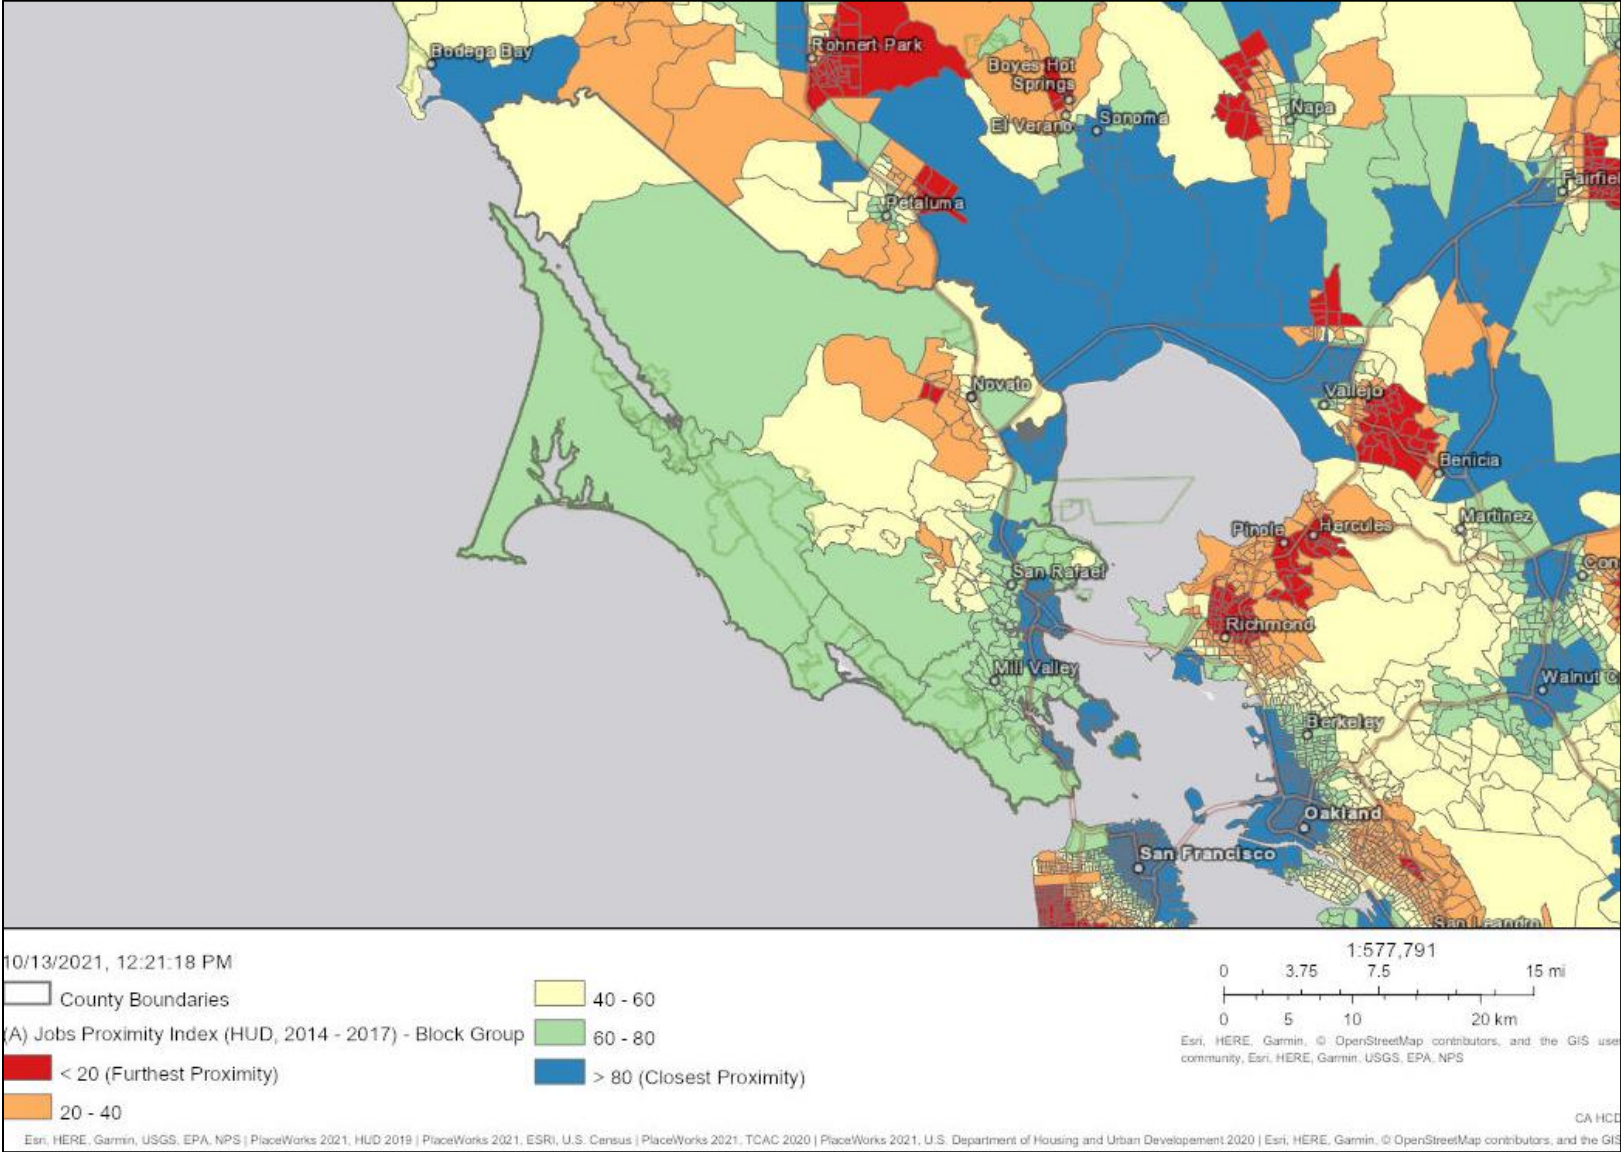 Bodega Bay
Rohnert Park
Boyes Hot
Springs
El Verano
Sonoma
Napa
Fairfiel
Petaluma
Novato
Vallejo
Benicia
Martinez
Pinole
Hercules
Con
San Rafael
Richmond
Mill Valley
Walnut C
Berkeley
Oakland
San Francisco
San Leandro
10/13/2021, 12:21:18 PM
County Boundaries
(A) Jobs Proximity Index (HUD, 2014 - 2017) - Block Group
< 20 (Furthest Proximity)
20 - 40
40 - 60
60 - 80
> 80 (Closest Proximity)
1:577,791
0 3.75 7.5 15 mi
0 5 10 20 km
Esri, HERE, Garmin, © OpenStreetMap contributors, and the GIS use
community, Esri, HERE, Garmin, USGS, EPA, NPS
CA HCD
Esri, HERE, Garmin, USGS, EPA, NPS | PlaceWorks 2021, HUD 2019 | PlaceWorks 2021, ESRI, U.S. Census | PlaceWorks 2021, TCAC 2020 | PlaceWorks 2021, U.S. Department of Housing and Urban Developement 2020 | Esri, HERE, Garmin, © OpenStreetMap contributors, and the GIS